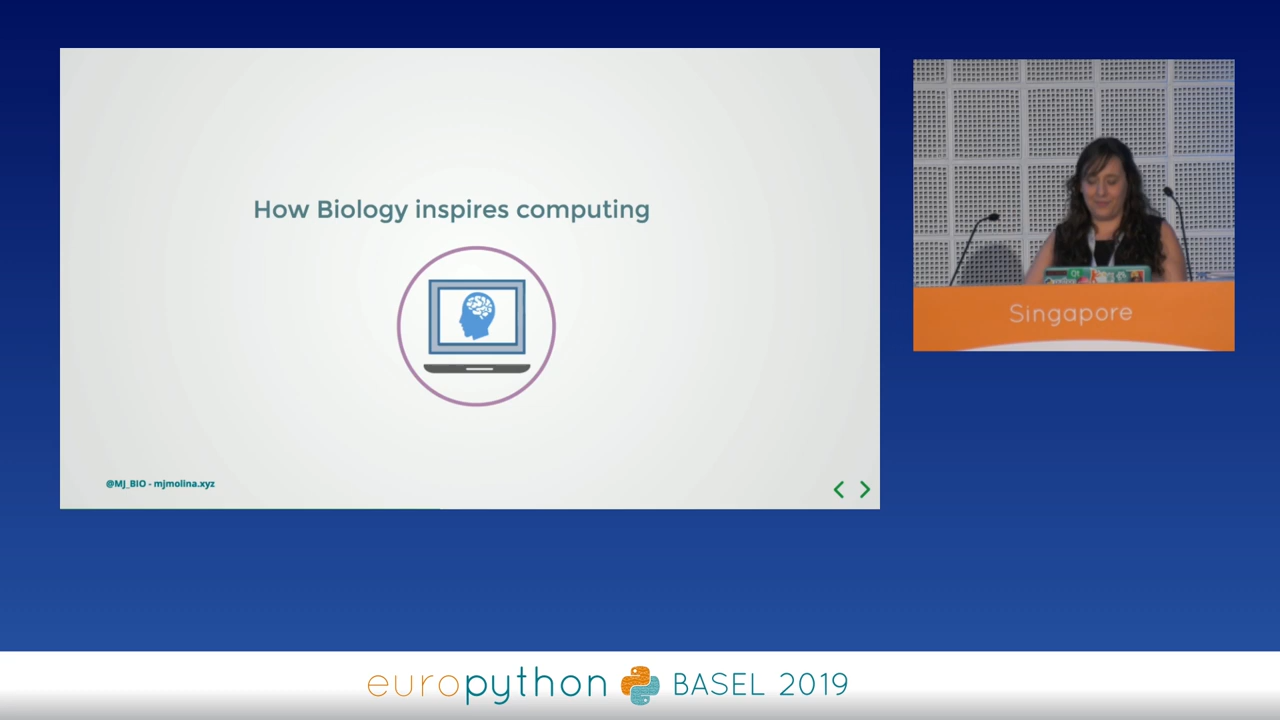 How Biology inspires computing
@MJ_BIO - mjmolina.xyz
Singapore
europython BASEL 2019